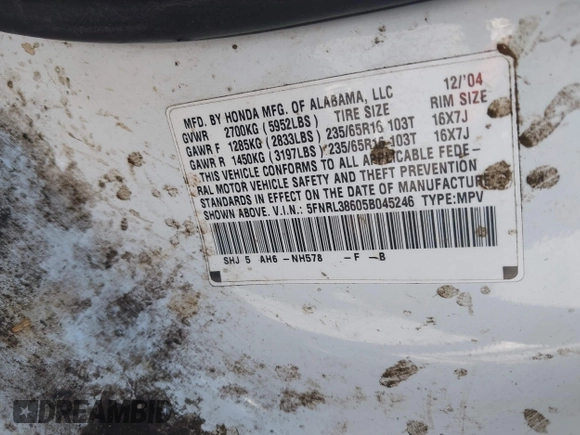 MFD. BY HONDA MFG. OF ALABAMA, LLC 12/'04
GVWR 2700KG (5952LBS) TIRE SIZE RIM SIZE
GAWR F 1285KG (2833LBS) 235/65R16 103T 16X7J
GAWR R 1450KG (3197LBS) 235/65R16 103T 16X7J
THIS VEHICLE CONFORMS TO ALL APPLICABLE FEDE-
RAL MOTOR VEHICLE SAFETY AND THEFT PREVENTION
STANDARDS IN EFFECT ON THE DATE OF MANUFACTURE
SHOWN ABOVE. V.I.N.: 5FNRL38605B045246 TYPE:MPV
SHJ 5 AH6 -NH578 -F -B
DREAMBID